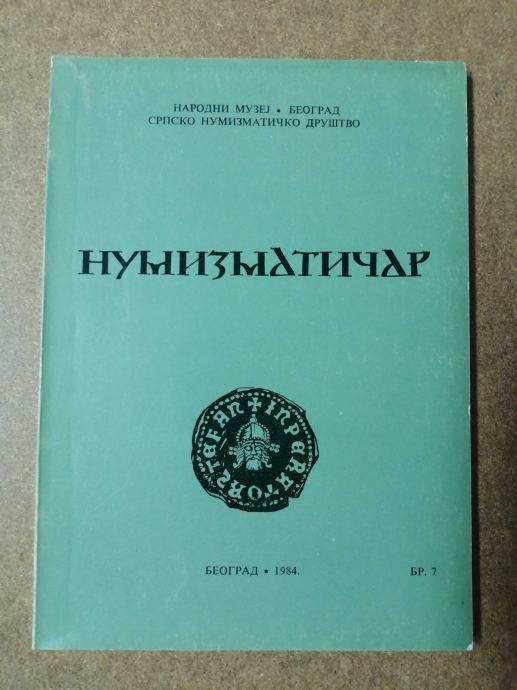 НАРОДНИ МУЗЕЈ • БЕОГРАД
СРПСКО НУМИЗМАТИЧКО ДРУШТВО
НУМИЗМАТИЧАР
БЕОГРАД • 1984.
БР. 7